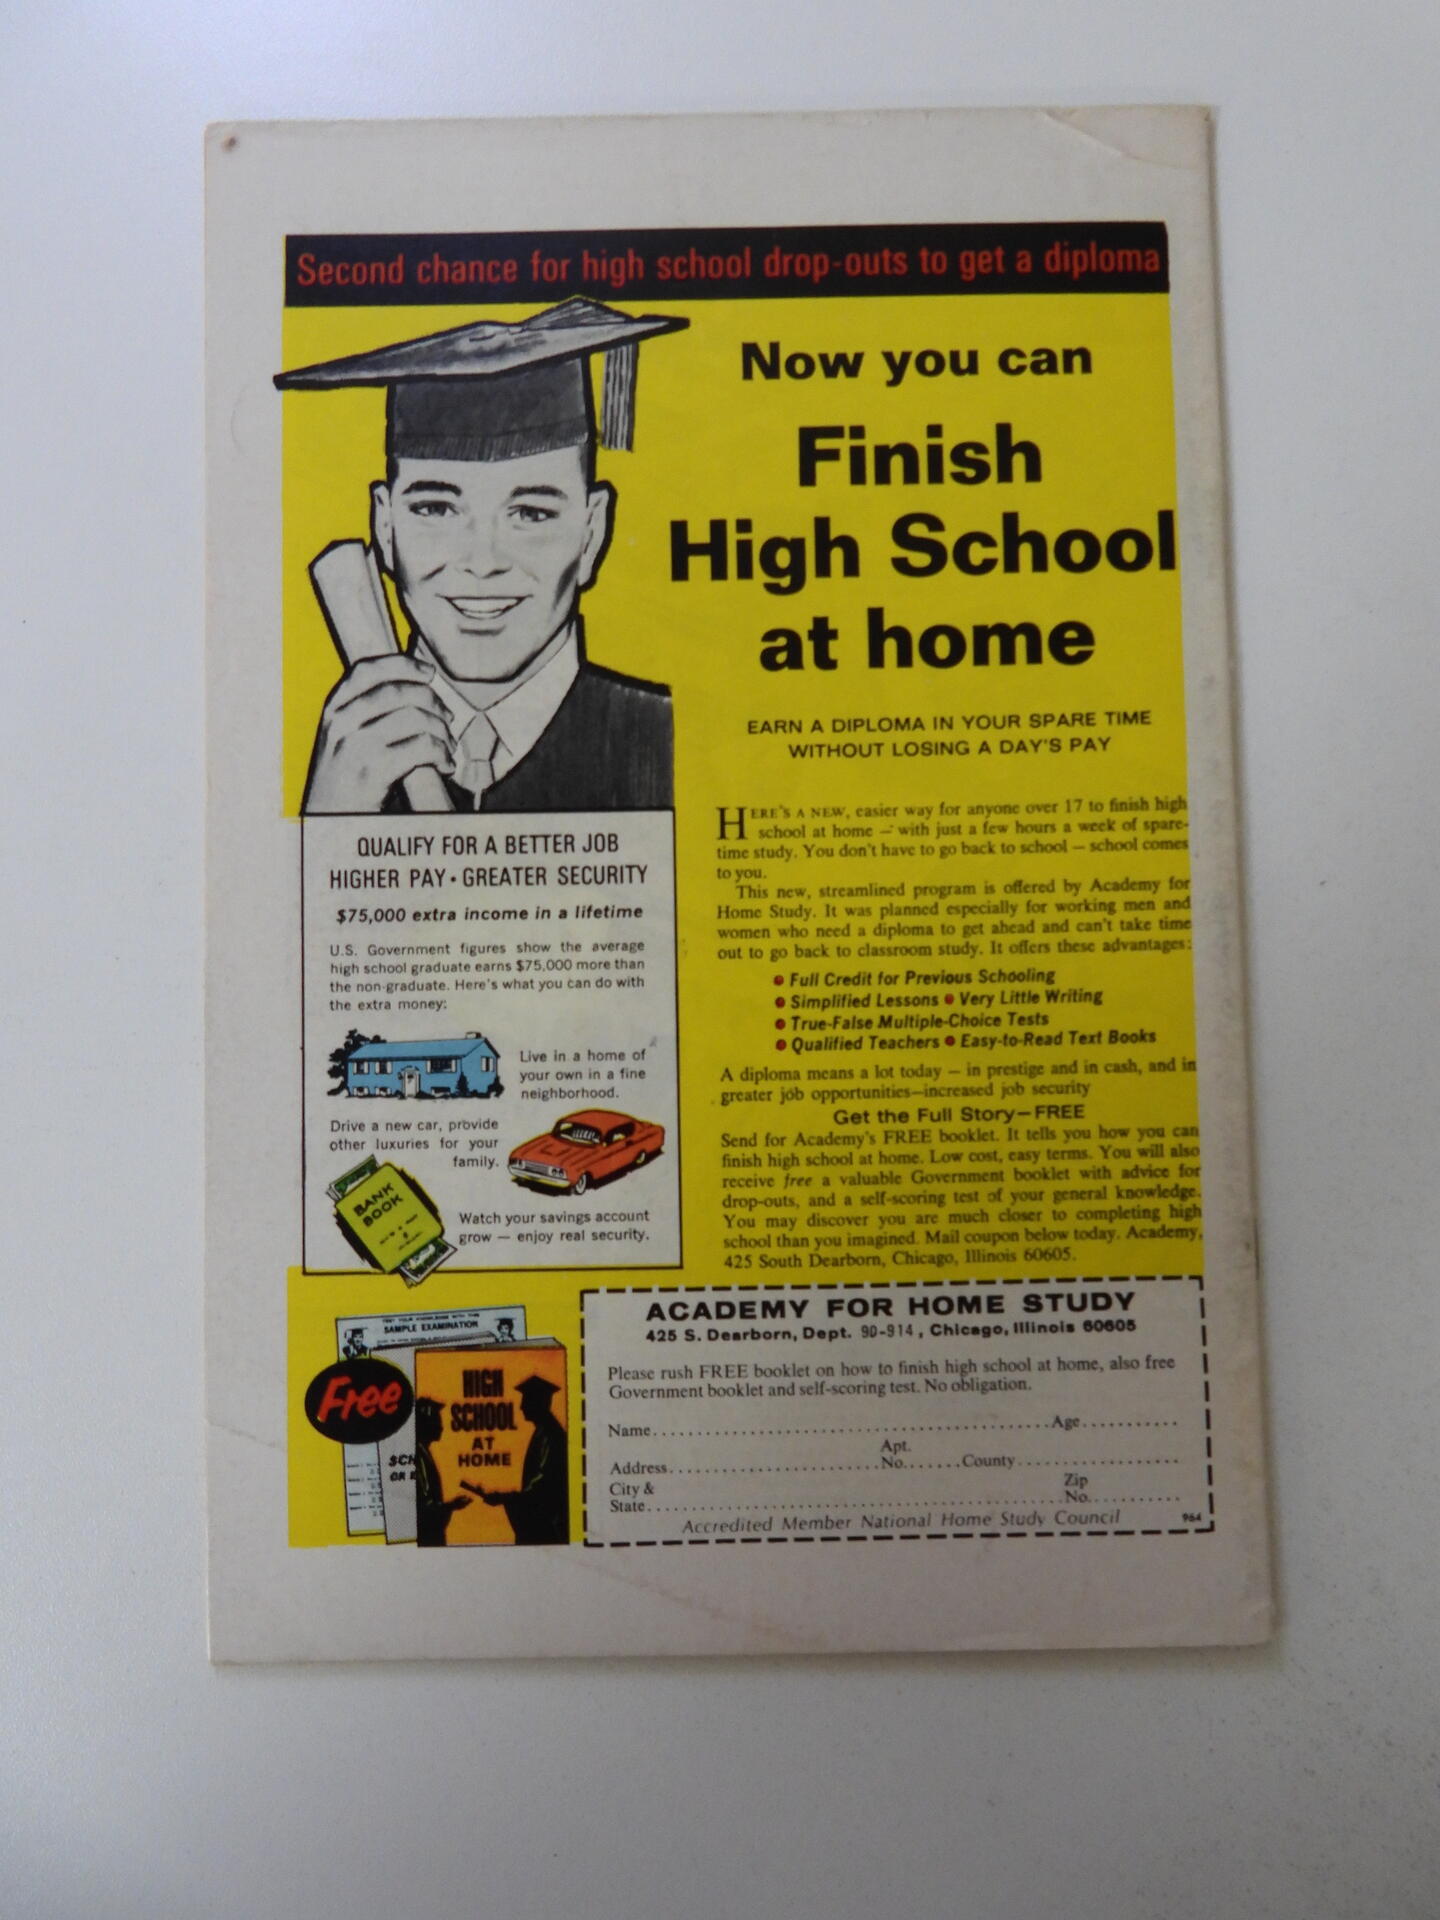 Second chance for high school drop-outs to get a diploma
Now you can
Finish
High School
at home
EARN A DIPLOMA IN YOUR SPARE TIME
WITHOUT LOSING A DAY'S PAY
HERE'S A NEW, easier way for anyone over 17 to finish high
school at home — with just a few hours a week of spare-
time study. You don't have to go back to school — school comes
to you.
This new, streamlined program is offered by Academy for
Home Study. It was planned especially for working men and
women who need a diploma to get ahead and can't take time
out to go back to classroom study. It offers these advantages:
• Full Credit for Previous Schooling
• Simplified Lessons • Very Little Writing
• True-False Multiple-Choice Tests
• Qualified Teachers • Easy-to-Read Text Books
A diploma means a lot today — in prestige and in cash, and in
greater job opportunities—increased job security
Get the Full Story—FREE
Send for Academy's FREE booklet. It tells you how you can
finish high school at home. Low cost, easy terms. You will also
receive free a valuable Government booklet with advice for
drop-outs, and a self-scoring test of your general knowledge.
You may discover you are much closer to completing high
school than you imagined. Mail coupon below today. Academy,
425 South Dearborn, Chicago, Illinois 60605.
QUALIFY FOR A BETTER JOB
HIGHER PAY • GREATER SECURITY
$75,000 extra income in a lifetime
U.S. Government figures show the average
high school graduate earns $75,000 more than
the non-graduate. Here's what you can do with
the extra money:
Live in a home of
your own in a fine
neighborhood.
Drive a new car, provide
other luxuries for your
family.
BANK
BOOK
Watch your savings account
grow — enjoy real security.
TEST YOUR KNOWLEDGE WITH THIS
SAMPLE EXAMINATION
Free
SCH
OR
HIGH
SCHOOL
AT
HOME
ACADEMY FOR HOME STUDY
425 S. Dearborn, Dept. 9D-914, Chicago, Illinois 60605
Please rush FREE booklet on how to finish high school at home, also free
Government booklet and self-scoring test. No obligation.
Name.......... Age..........
Apt.
Address.......... No....... County..........
City & Zip
State.......... No..........
Accredited Member National Home Study Council 964